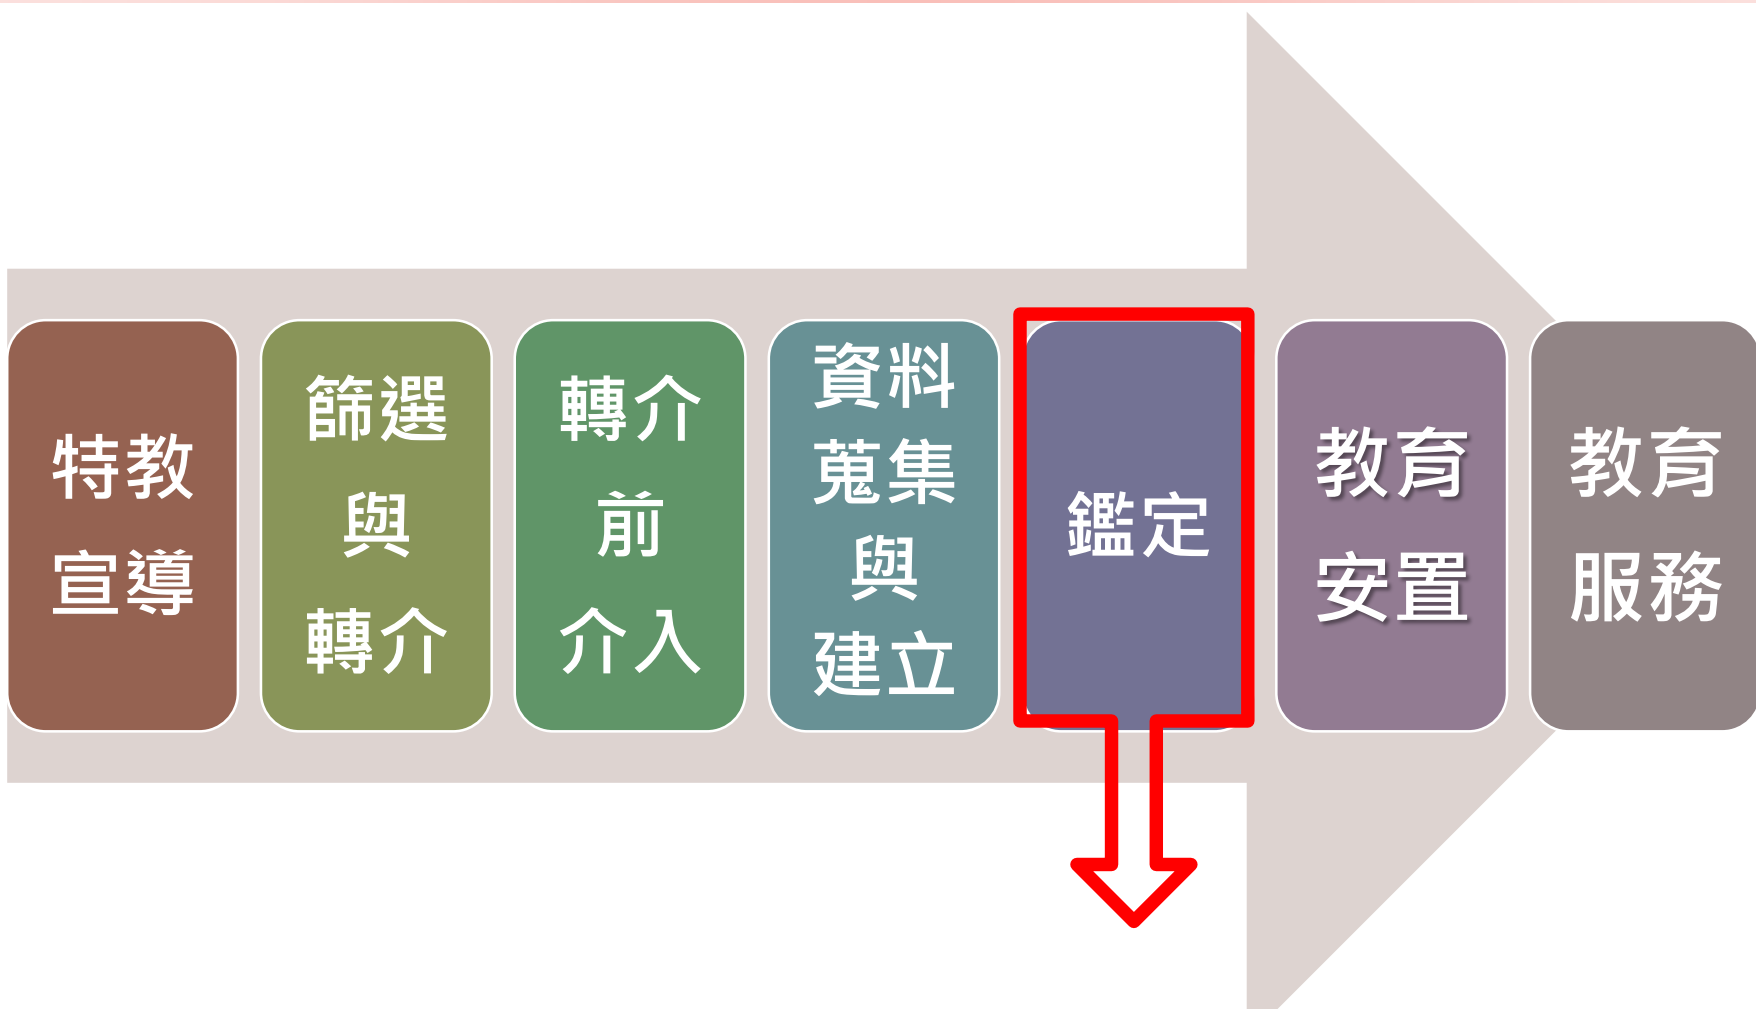 特教
宣導
篩選
與
轉介
轉介
前
介入
資料
蒐集
與
建立
鑑定
教育
安置
教育
服務